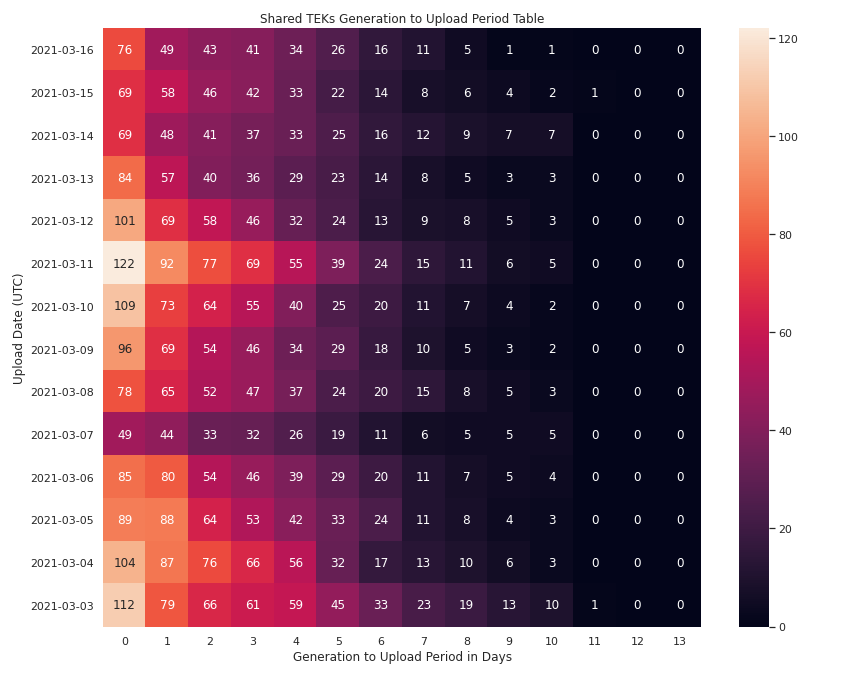 Shared TEKs Generation to Upload Period Table
Upload Date (UTC)
2021-03-16 76 49 43 41 34 26 16 11 5 1 1 0 0 0
2021-03-15 69 58 46 42 33 22 14 8 6 4 2 1 0 0
2021-03-14 69 48 41 37 33 25 16 12 9 7 7 0 0 0
2021-03-13 84 57 40 36 29 23 14 8 5 3 3 0 0 0
2021-03-12 101 69 58 46 32 24 13 9 8 5 3 0 0 0
2021-03-11 122 92 77 69 55 39 24 15 11 6 5 0 0 0
2021-03-10 109 73 64 55 40 25 20 11 7 4 2 0 0 0
2021-03-09 96 69 54 46 34 29 18 10 5 3 2 0 0 0
2021-03-08 78 65 52 47 37 24 20 15 8 5 3 0 0 0
2021-03-07 49 44 33 32 26 19 11 6 5 5 5 0 0 0
2021-03-06 85 80 54 46 39 29 20 11 7 5 4 0 0 0
2021-03-05 89 88 64 53 42 33 24 11 8 4 3 0 0 0
2021-03-04 104 87 76 66 56 32 17 13 10 6 3 0 0 0
2021-03-03 112 79 66 61 59 45 33 23 19 13 10 1 0 0
0 1 2 3 4 5 6 7 8 9 10 11 12 13
Generation to Upload Period in Days
120
100
80
60
40
20
0